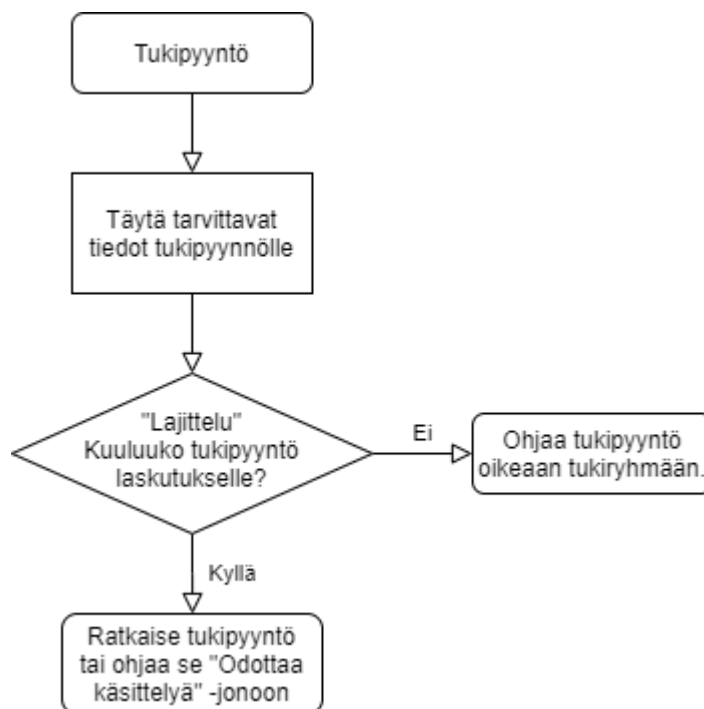 Tukipyyntö
Täytä tarvittavat
tiedot tukipyynnölle
"Lajittelu"
Kuuluuko tukipyyntö
laskutukselle?
Ei
Ohjaa tukipyyntö
oikeaan tukiryhmään.
Kyllä
Ratkaise tukipyyntö
tai ohjaa se "Odottaa
käsittelyä" -jonoon